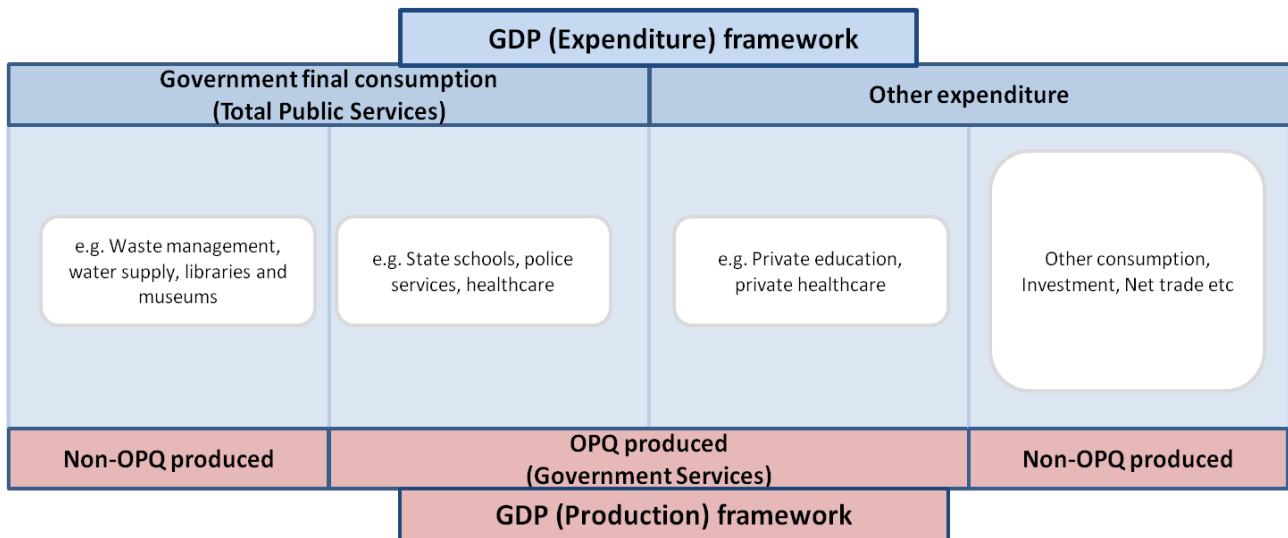 GDP (Expenditure) framework
Government final consumption
(Total Public Services)
Other expenditure
e.g. Waste management,
water supply, libraries and
museums
e.g. State schools, police
services, healthcare
e.g. Private education,
private healthcare
Other consumption,
Investment, Net trade etc
Non-OPQ produced
OPQ produced
(Government Services)
Non-OPQ produced
GDP (Production) framework